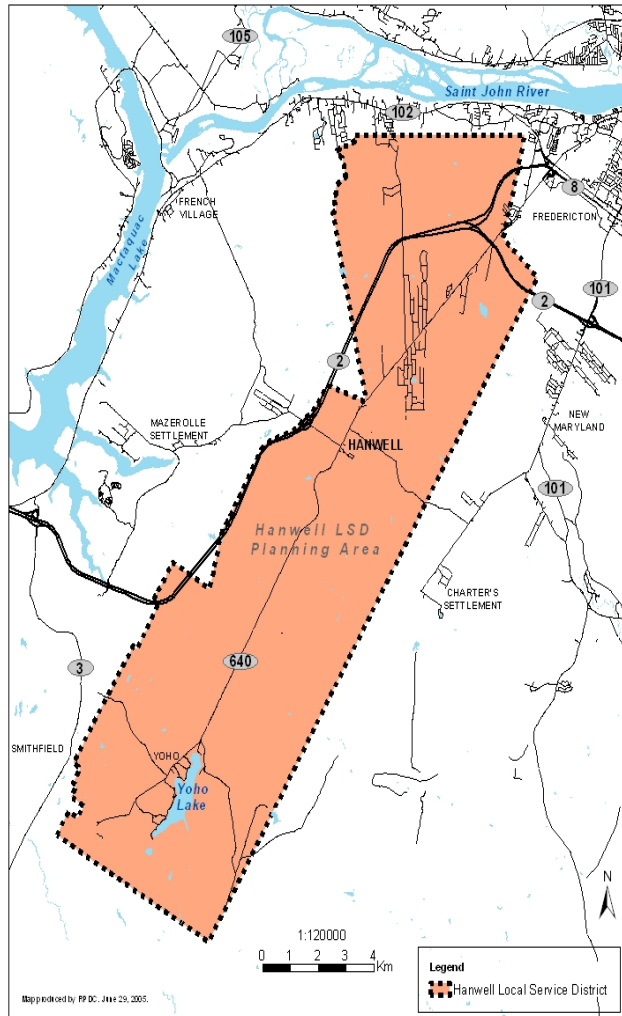 105
Saint John River
102
8
FRENCH
VILLAGE
FREDERICTON
Mactaquac
Lake
101
2
2
MAZEROLLE
SETTLEMENT
NEW
MARYLAND
HANWELL
101
Hanwell LSD
Planning Area
CHARTER'S
SETTLEMENT
640
3
SMITHFIELD
YOHO
Yoho
Lake
N
1:120000
0 1 2 3 4
Km
Legend
Hanwell Local Service District
Map produced by RPDC. June 29, 2005.